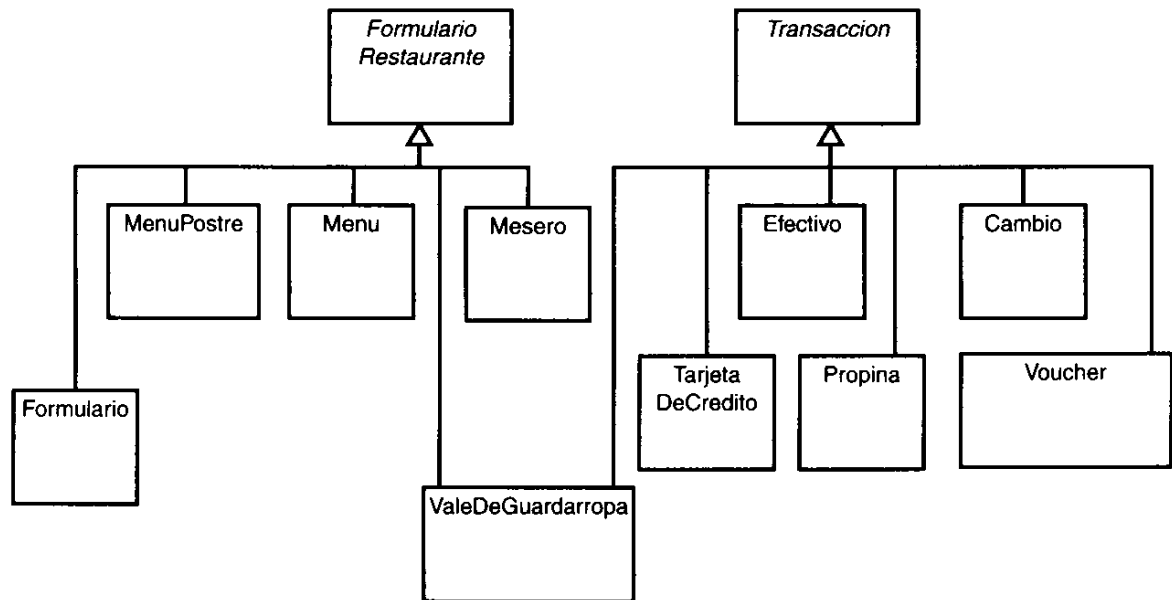 Formulario
Restaurante
Transaccion
MenuPostre
Menu
Mesero
Efectivo
Cambio
Formulario
Tarjeta
DeCredito
Propina
Voucher
ValeDeGuardarropa